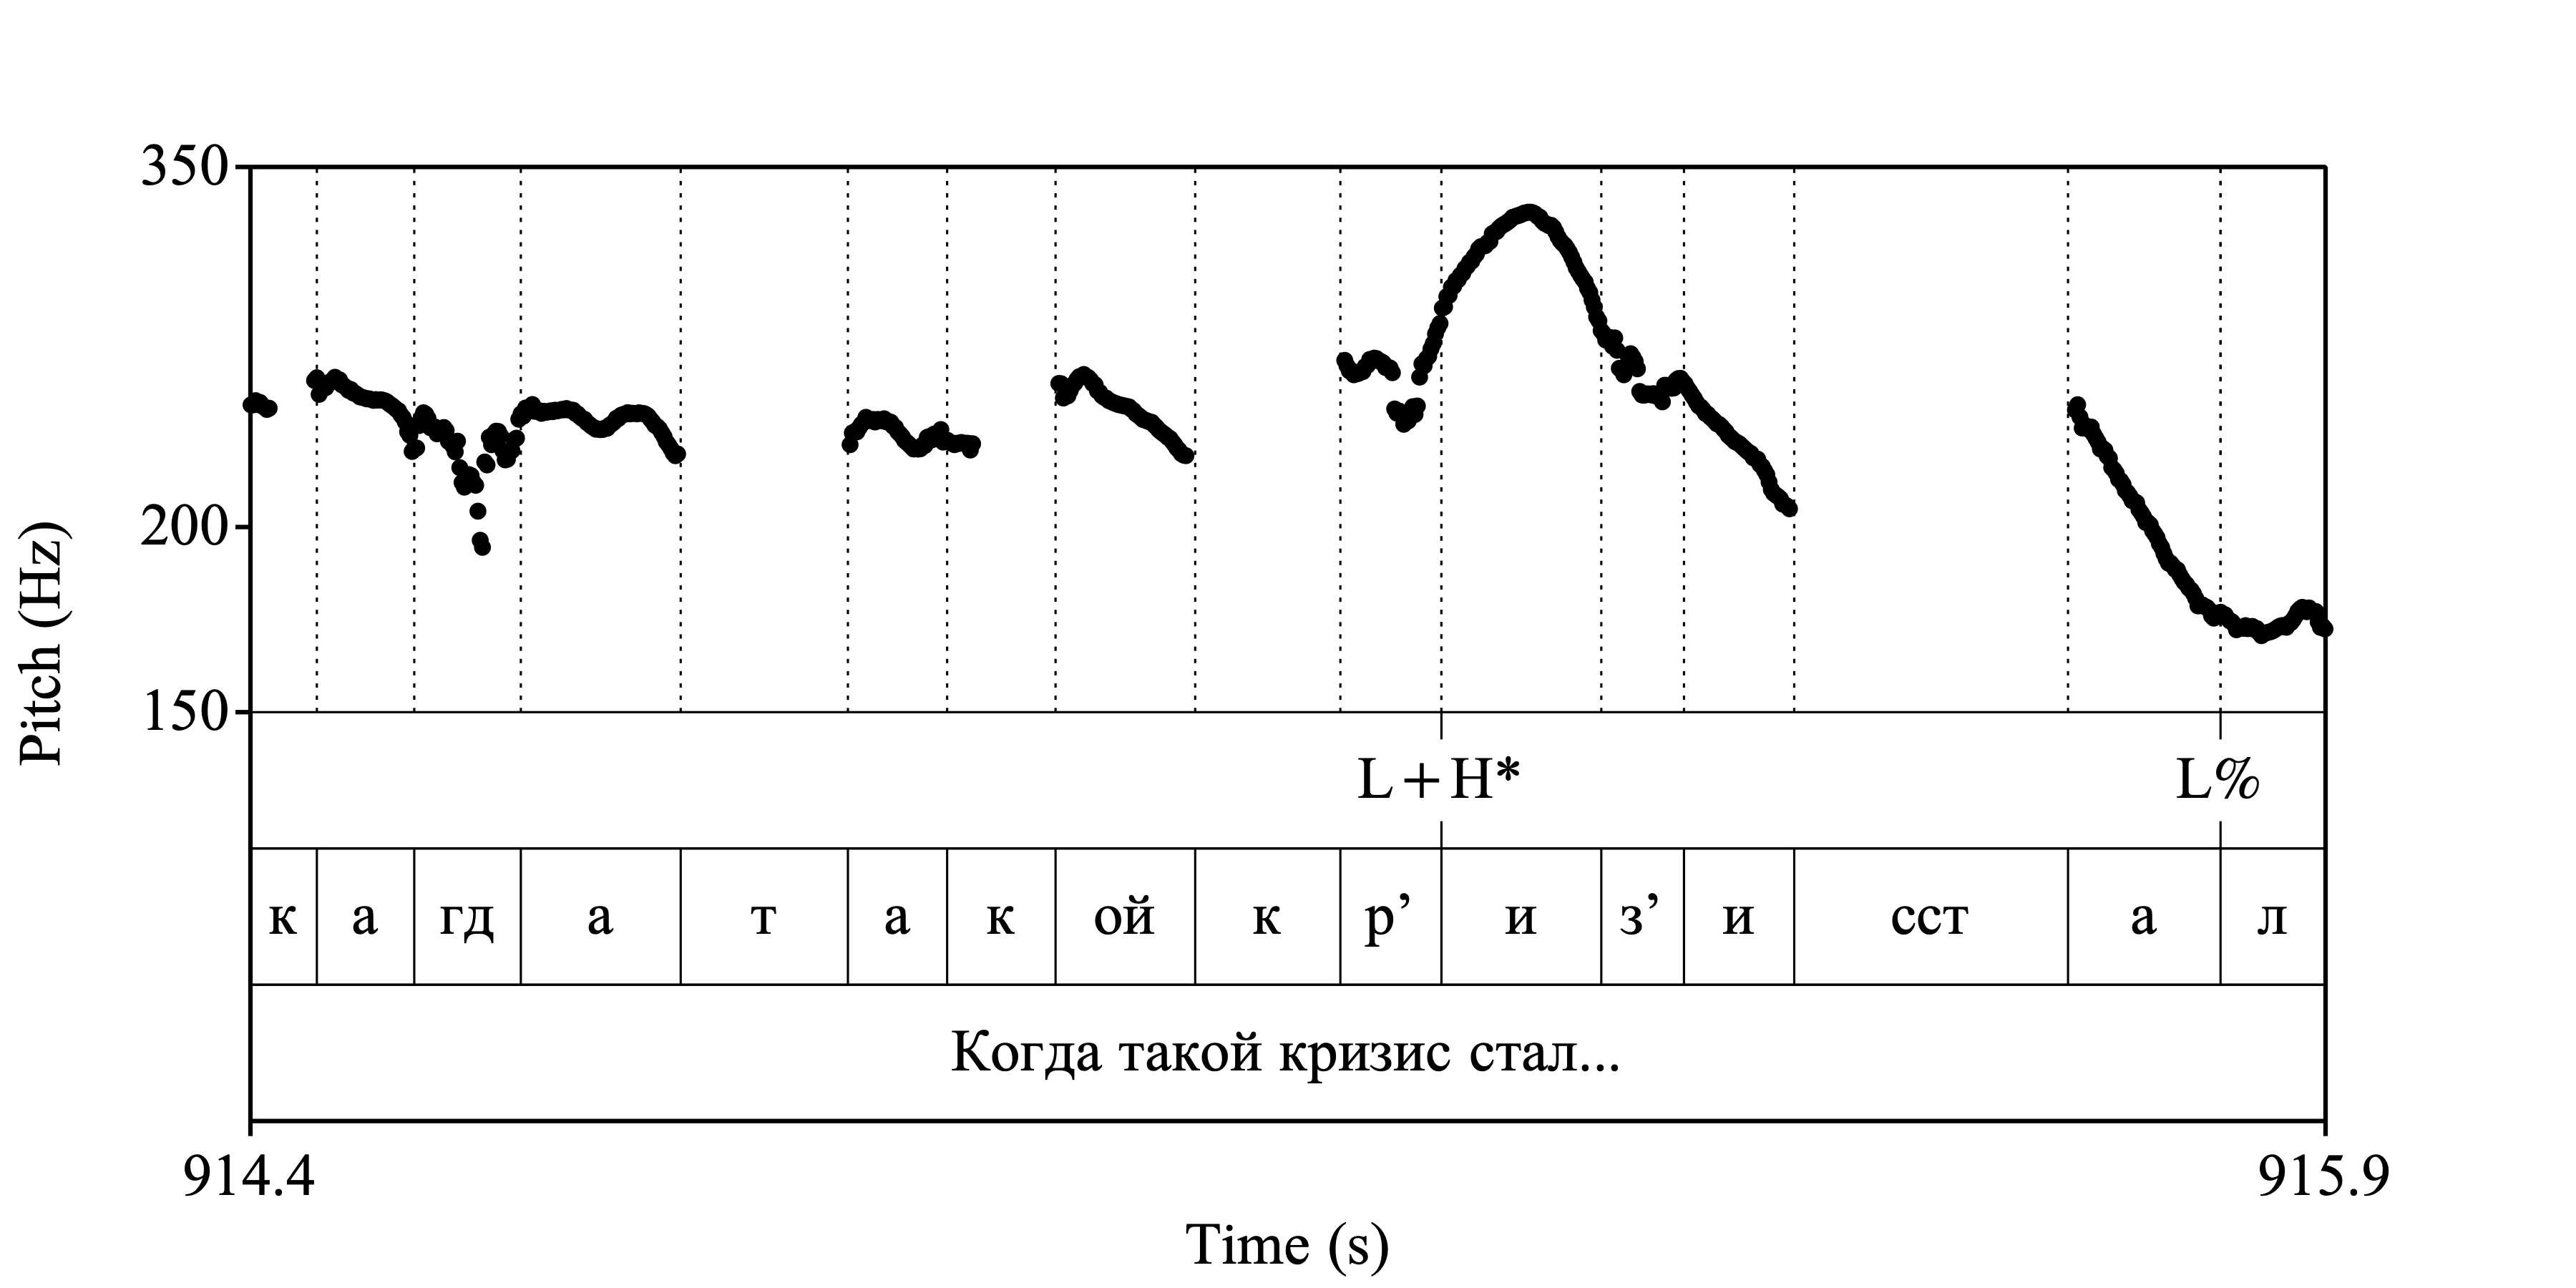 350
200
150
Pitch (Hz)
L+H* L%
к а гд а т а к ой к р’ и з’ и сст а л
Когда такой кризис стал...
914.4 915.9
Time (s)